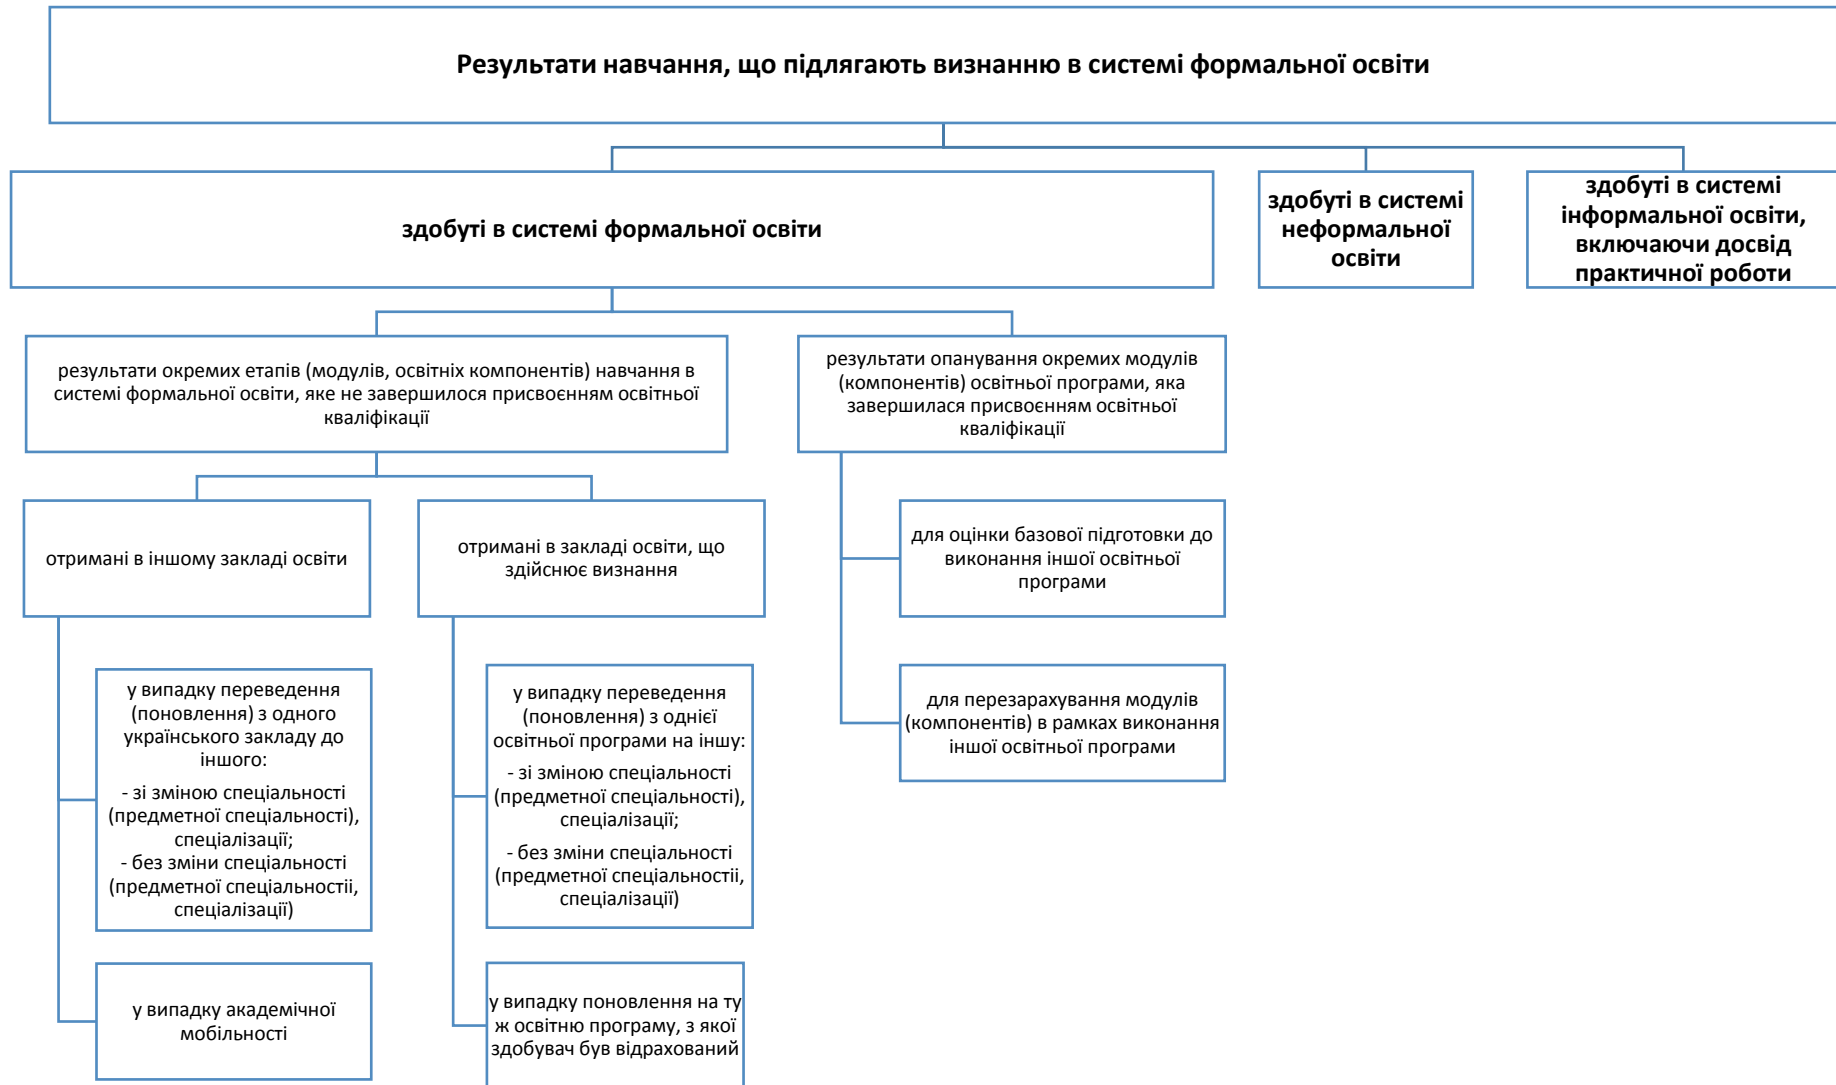 Результати навчання, що підлягають визнанню в системі формальної освіти
здобуті в системі формальної освіти
здобуті в системі
неформальної
освіти
здобуті в системі
інформальної освіти,
включаючи досвід
практичної роботи
результати окремих етапів (модулів, освітніх компонентів) навчання в
системі формальної освіти, яке не завершилося присвоєнням освітньої
кваліфікації
результати опанування окремих модулів
(компонентів) освітньої програми, яка
завершилася присвоєнням освітньої
кваліфікації
отримані в іншому закладі освіти
отримані в закладі освіти, що
здійснює визнання
для оцінки базової підготовки до
виконання іншої освітньої
програми
у випадку переведення
(поновлення) з одного
українського закладу до
іншого:
- зі зміною спеціальності
(предметної спеціальності),
спеціалізації;
- без зміни спеціальності
(предметної спеціальностіі,
спеціалізації)
у випадку переведення
(поновлення) з однієї
освітньої програми на іншу:
- зі зміною спеціальності
(предметної спеціальності),
спеціалізації;
- без зміни спеціальності
(предметної спеціальностіі,
спеціалізації)
для перезарахування модулів
(компонентів) в рамках виконання
іншої освітньої програми
у випадку академічної
мобільності
у випадку поновлення на ту
ж освітню програму, з якої
здобувач був відрахований